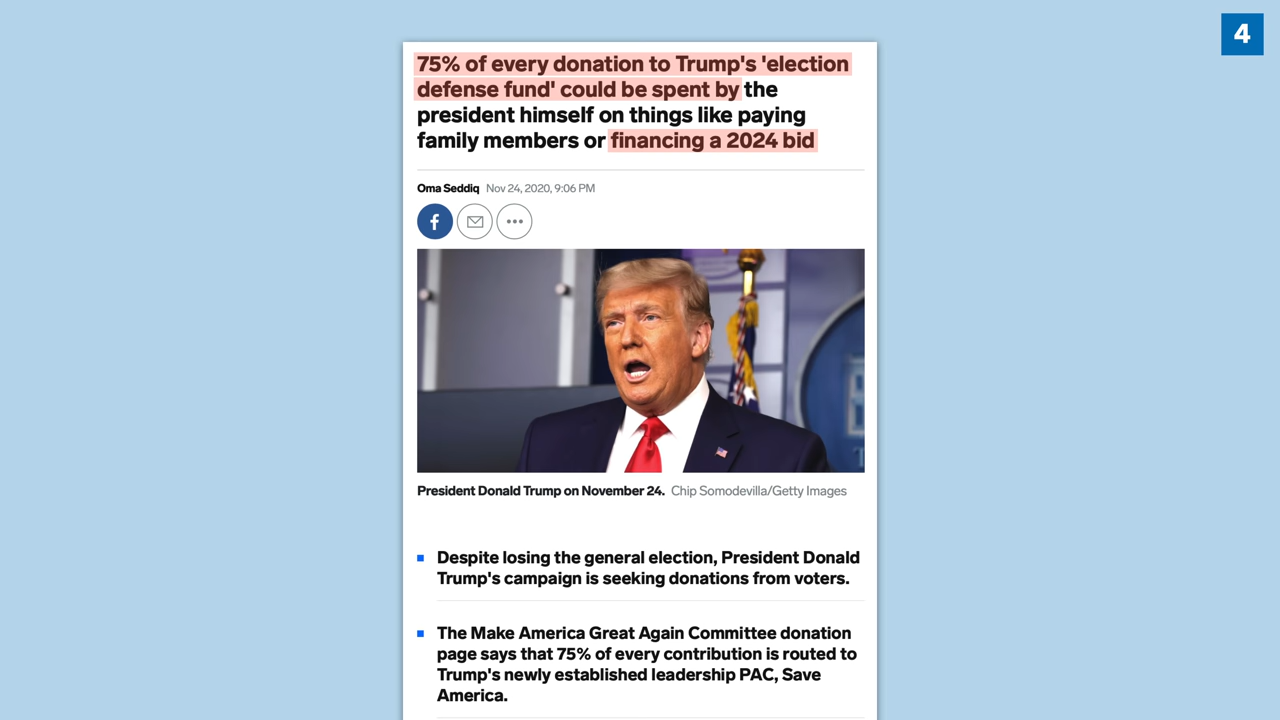 4
75% of every donation to Trump's 'election
defense fund' could be spent by the
president himself on things like paying
family members or financing a 2024 bid
Oma Seddiq Nov 24, 2020, 9:06 PM
President Donald Trump on November 24. Chip Somodevilla/Getty Images
Despite losing the general election, President Donald
Trump's campaign is seeking donations from voters.
The Make America Great Again Committee donation
page says that 75% of every contribution is routed to
Trump's newly established leadership PAC, Save
America.